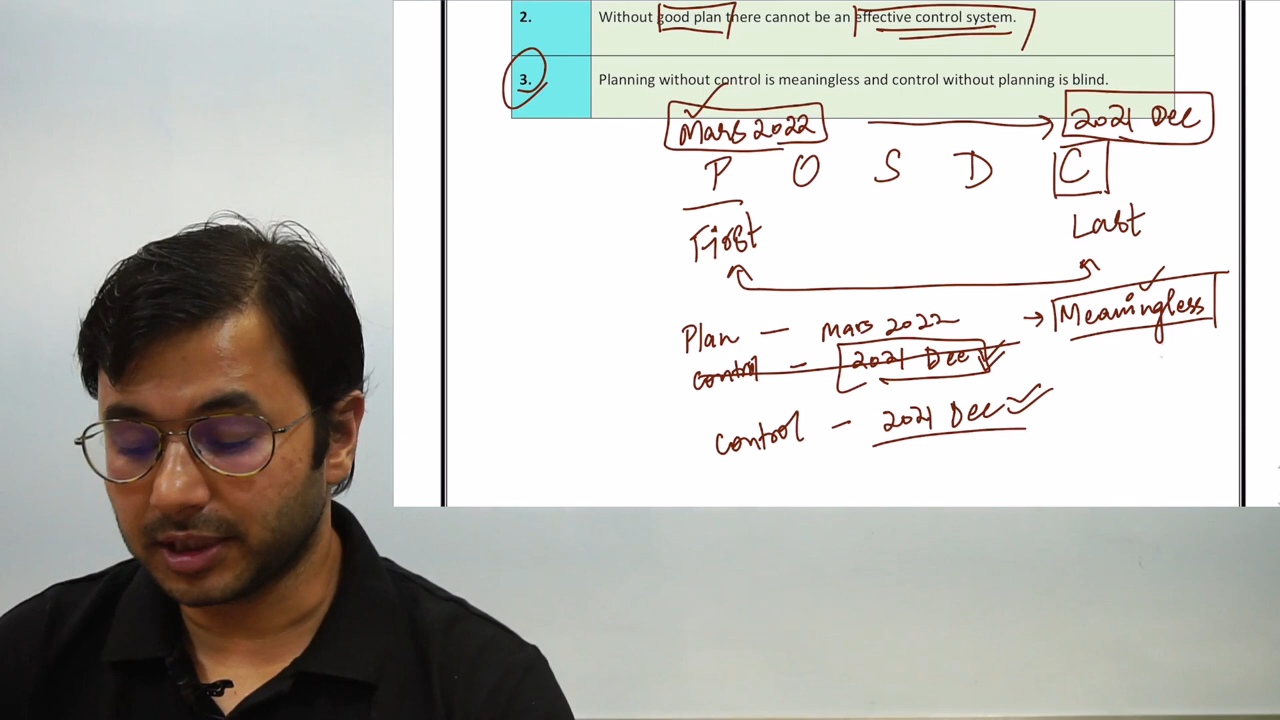 2. Without good plan there cannot be an effective control system.
3. Planning without control is meaningless and control without planning is blind.
Mars 2022 → 2021 Dec
P O S D C
First Last
Plan — Mars 2022 → Meaningless
control — 2021 Dec
control — 2021 Dec